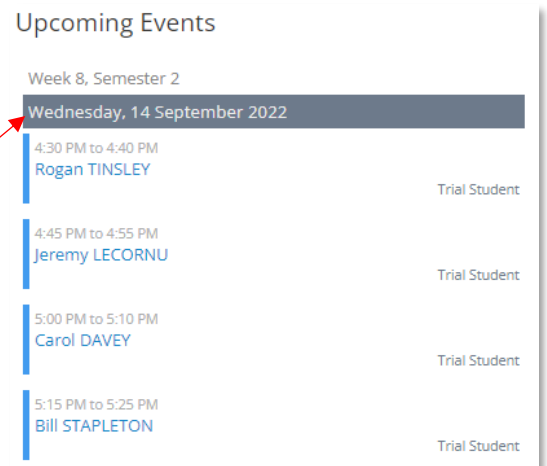 Upcoming Events
Week 8, Semester 2
Wednesday, 14 September 2022
4:30 PM to 4:40 PM
Rogan TINSLEY
Trial Student
4:45 PM to 4:55 PM
Jeremy LECORNU
Trial Student
5:00 PM to 5:10 PM
Carol DAVEY
Trial Student
5:15 PM to 5:25 PM
Bill STAPLETON
Trial Student